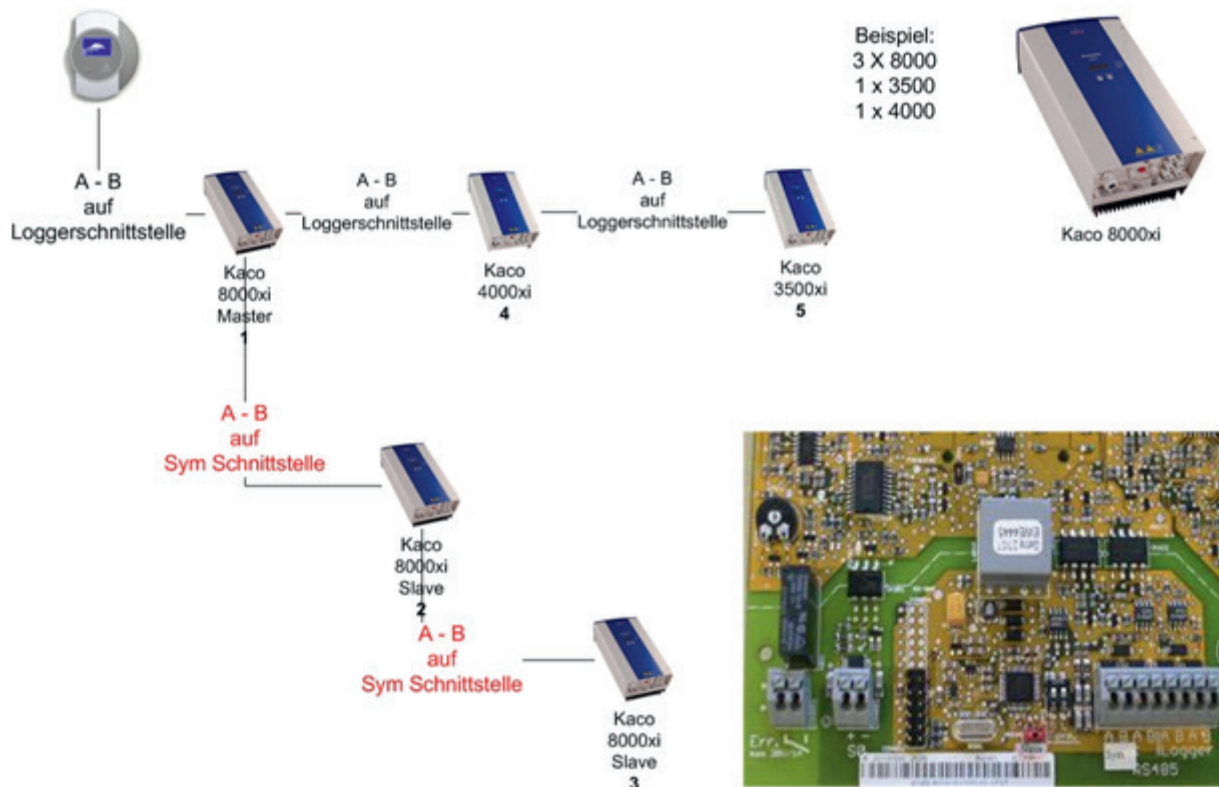 Beispiel:
3 X 8000
1 x 3500
1 x 4000
Kaco 8000xi
A - B
auf
Loggerschnittstelle
Kaco
8000xi
Master
1
A - B
auf
Loggerschnittstelle
Kaco
4000xi
4
A - B
auf
Loggerschnittstelle
Kaco
3500xi
5
A - B
auf
Sym Schnittstelle
Kaco
8000xi
Slave
2
A - B
auf
Sym Schnittstelle
Kaco
8000xi
Slave
3
Err.
S0
+ -
A B A B A B A B
Sym
Logger
RS485